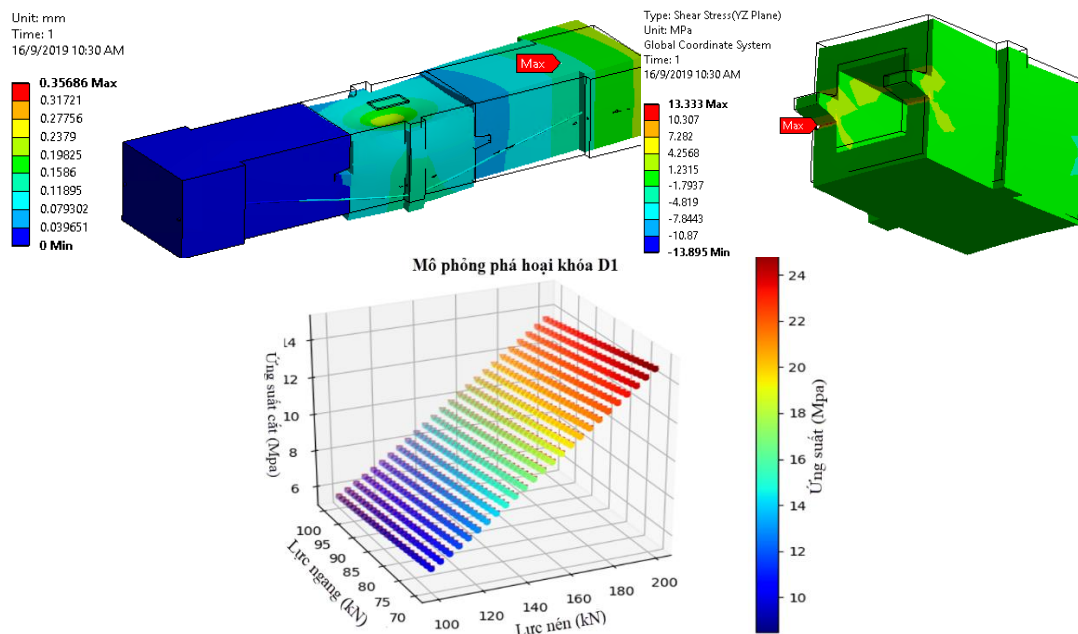 Unit: mm
Time: 1
16/9/2019 10:30 AM
0.35686 Max
0.31721
0.27756
0.2379
0.19825
0.1586
0.11895
0.079302
0.039651
0 Min
Max
Type: Shear Stress(YZ Plane)
Unit: MPa
Global Coordinate System
Time: 1
16/9/2019 10:30 AM
13.333 Max
10.307
7.282
4.2568
1.2315
-1.7937
-4.819
-7.8443
-10.87
-13.895 Min
Max
Mô phỏng phá hoại khóa D1
14
12
10
8
6
Ứng suất cắt (Mpa)
100
95
90
85
80
75
70
Lực ngang (kN)
100
120
140
160
180
200
Lực nén (kN)
24
22
20
18
16
14
12
10
Ứng suất (Mpa)